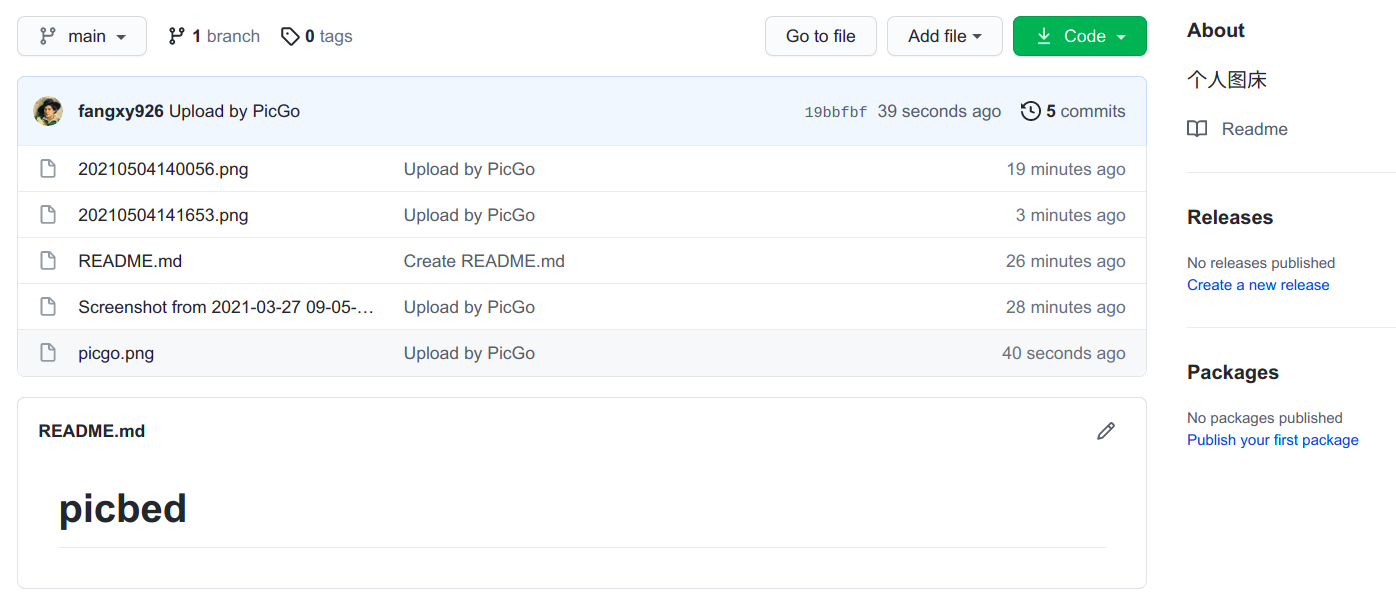 main 1 branch 0 tags Go to file Add file Code
fangxy926 Upload by PicGo 19bbfbf 39 seconds ago 5 commits
20210504140056.png Upload by PicGo 19 minutes ago
20210504141653.png Upload by PicGo 3 minutes ago
README.md Create README.md 26 minutes ago
Screenshot from 2021-03-27 09-05-… Upload by PicGo 28 minutes ago
picgo.png Upload by PicGo 40 seconds ago
README.md
picbed
About
个人图床
Readme
Releases
No releases published
Create a new release
Packages
No packages published
Publish your first package